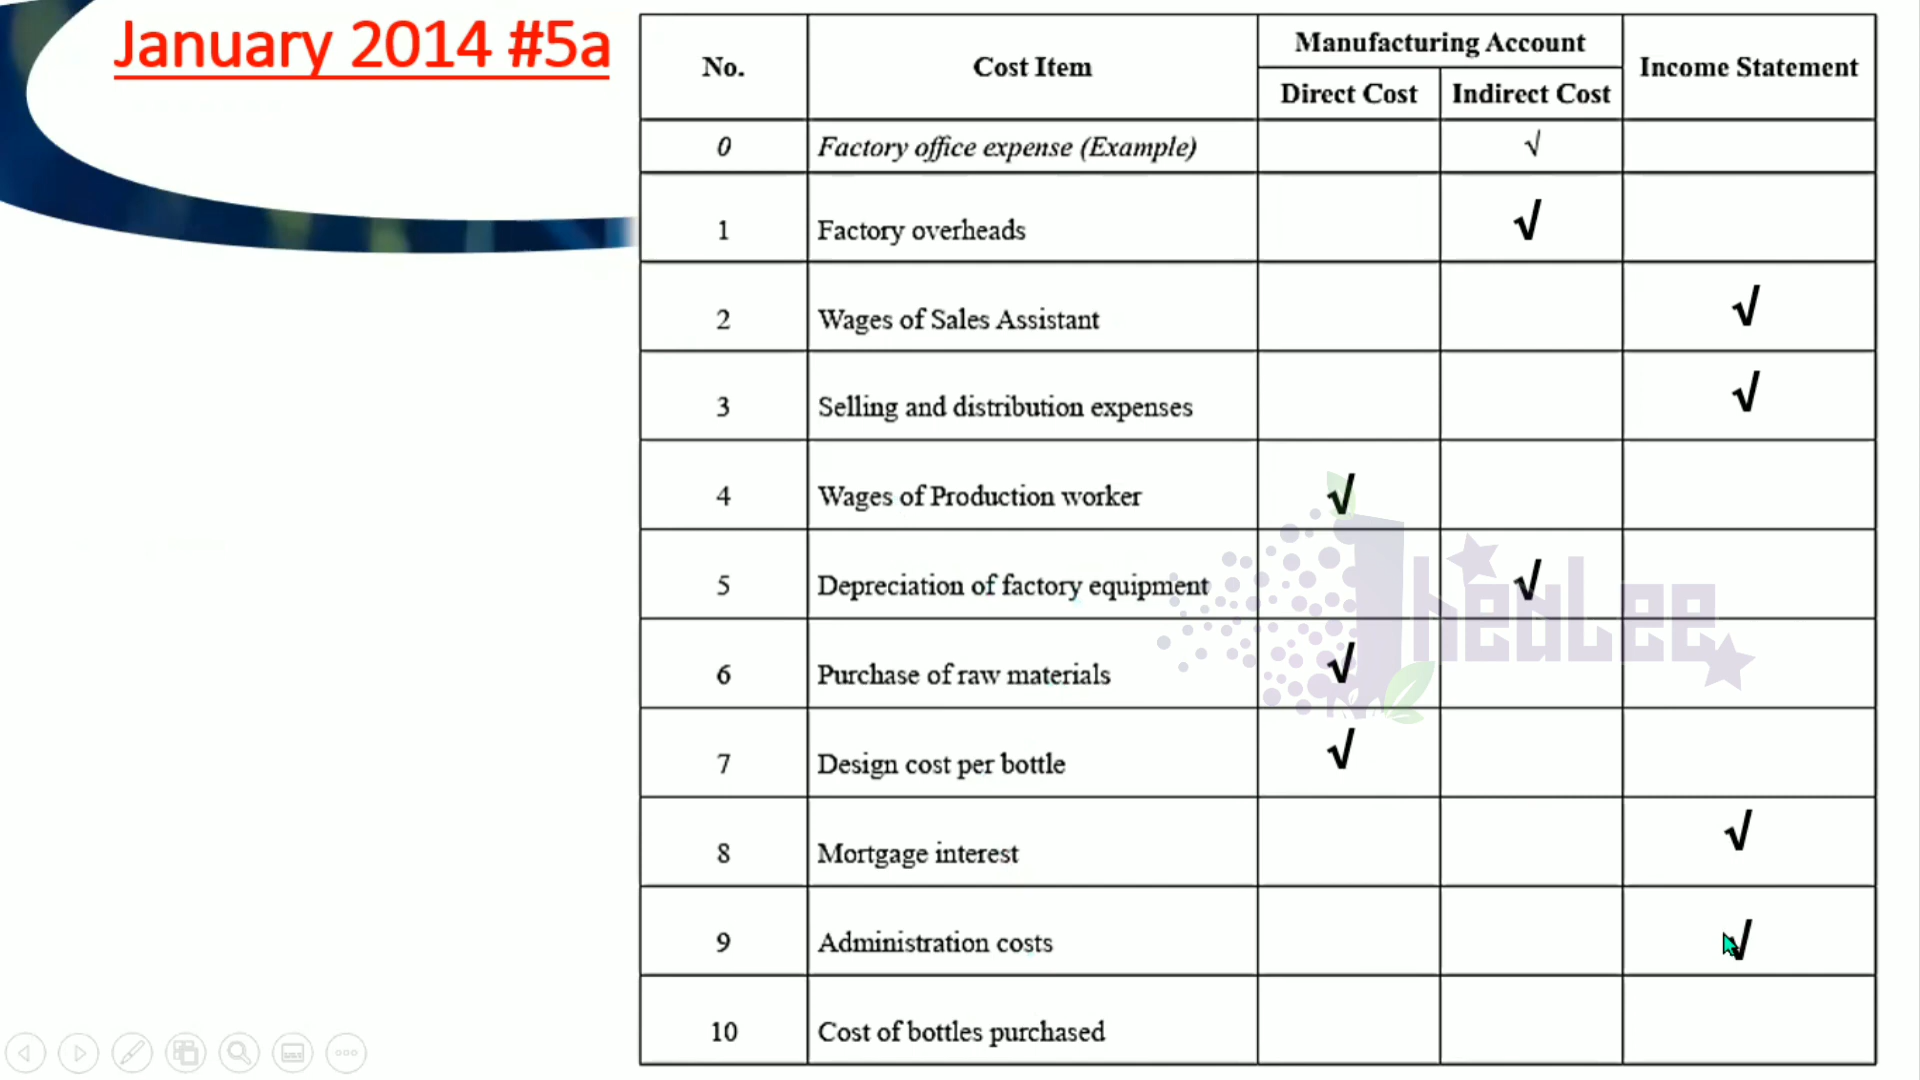 January 2014 #5a
No. Cost Item Manufacturing Account Income Statement
Direct Cost Indirect Cost
0 Factory office expense (Example) √
1 Factory overheads √
2 Wages of Sales Assistant √
3 Selling and distribution expenses √
4 Wages of Production worker √
5 Depreciation of factory equipment √
6 Purchase of raw materials √
7 Design cost per bottle √
8 Mortgage interest √
9 Administration costs √
10 Cost of bottles purchased